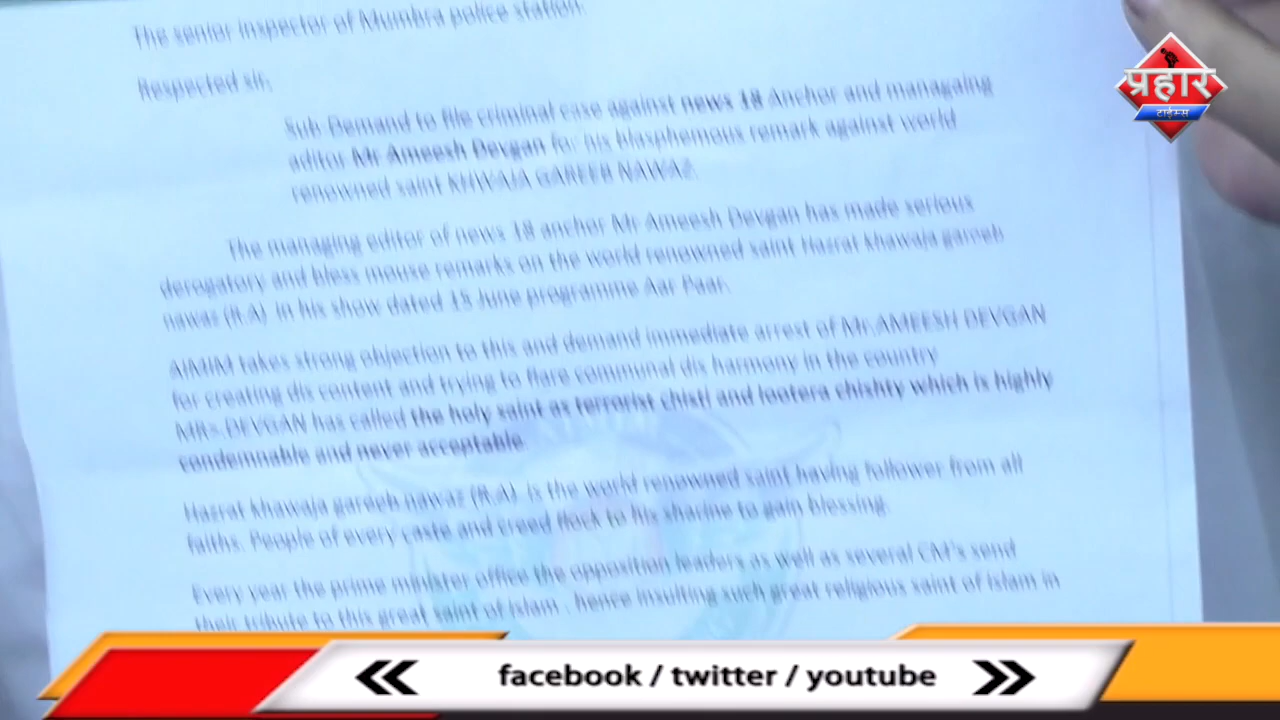 The senior inspector of Mumbra police station.
Respected sir,
Sub Demand to file criminal case against news 18 Anchor and managaing
editor Mr Ameesh Devgan for his blasphemous remark against world
renowned saint KHWAJA GAREEB NAWAZ.
The managing editor of news 18 anchor Mr Ameesh Devgan has made serious
derogatory and bless mouse remarks on the world renowned saint Hazrat khawaja gareeb
nawaz (R.A) in his show dated 15 June programme Aar Paar.
AIMIM takes strong objection to this and demand immediate arrest of Mr.AMEESH DEVGAN
for creating dis content and trying to flare communal dis harmony in the country
MRs.DEVGAN has called the holy saint as terrorist chisti and lootera chishty which is highly
condemnable and never acceptable.
Hazrat khawaja gareeb nawaz (R.A) is the world renowned saint having follower from all
faiths. People of every caste and creed flock to his sharine to gain blessing.
Every year the prime minister office the opposition leaders as well as several CM's send
their tribute to this great saint of Islam , hence insulting such great religious saint of Islam in
प्रहार
टाईम्स
facebook / twitter / youtube